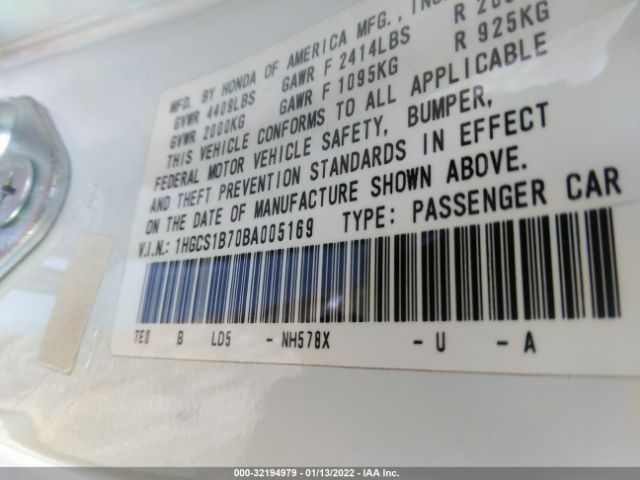 MFD. BY HONDA OF AMERICA MFG., INC.
GVWR 4409LBS GAWR F 2414LBS R
GVWR 2000KG GAWR F 1095KG R 925KG
THIS VEHICLE CONFORMS TO ALL APPLICABLE
FEDERAL MOTOR VEHICLE SAFETY, BUMPER,
AND THEFT PREVENTION STANDARDS IN EFFECT
ON THE DATE OF MANUFACTURE SHOWN ABOVE.
V.I.N.: 1HGCS1B70BA005169 TYPE: PASSENGER CAR
TE0 B LD5 - NH578X - U - A
000-32194979 - 01/13/2022 - IAA Inc.